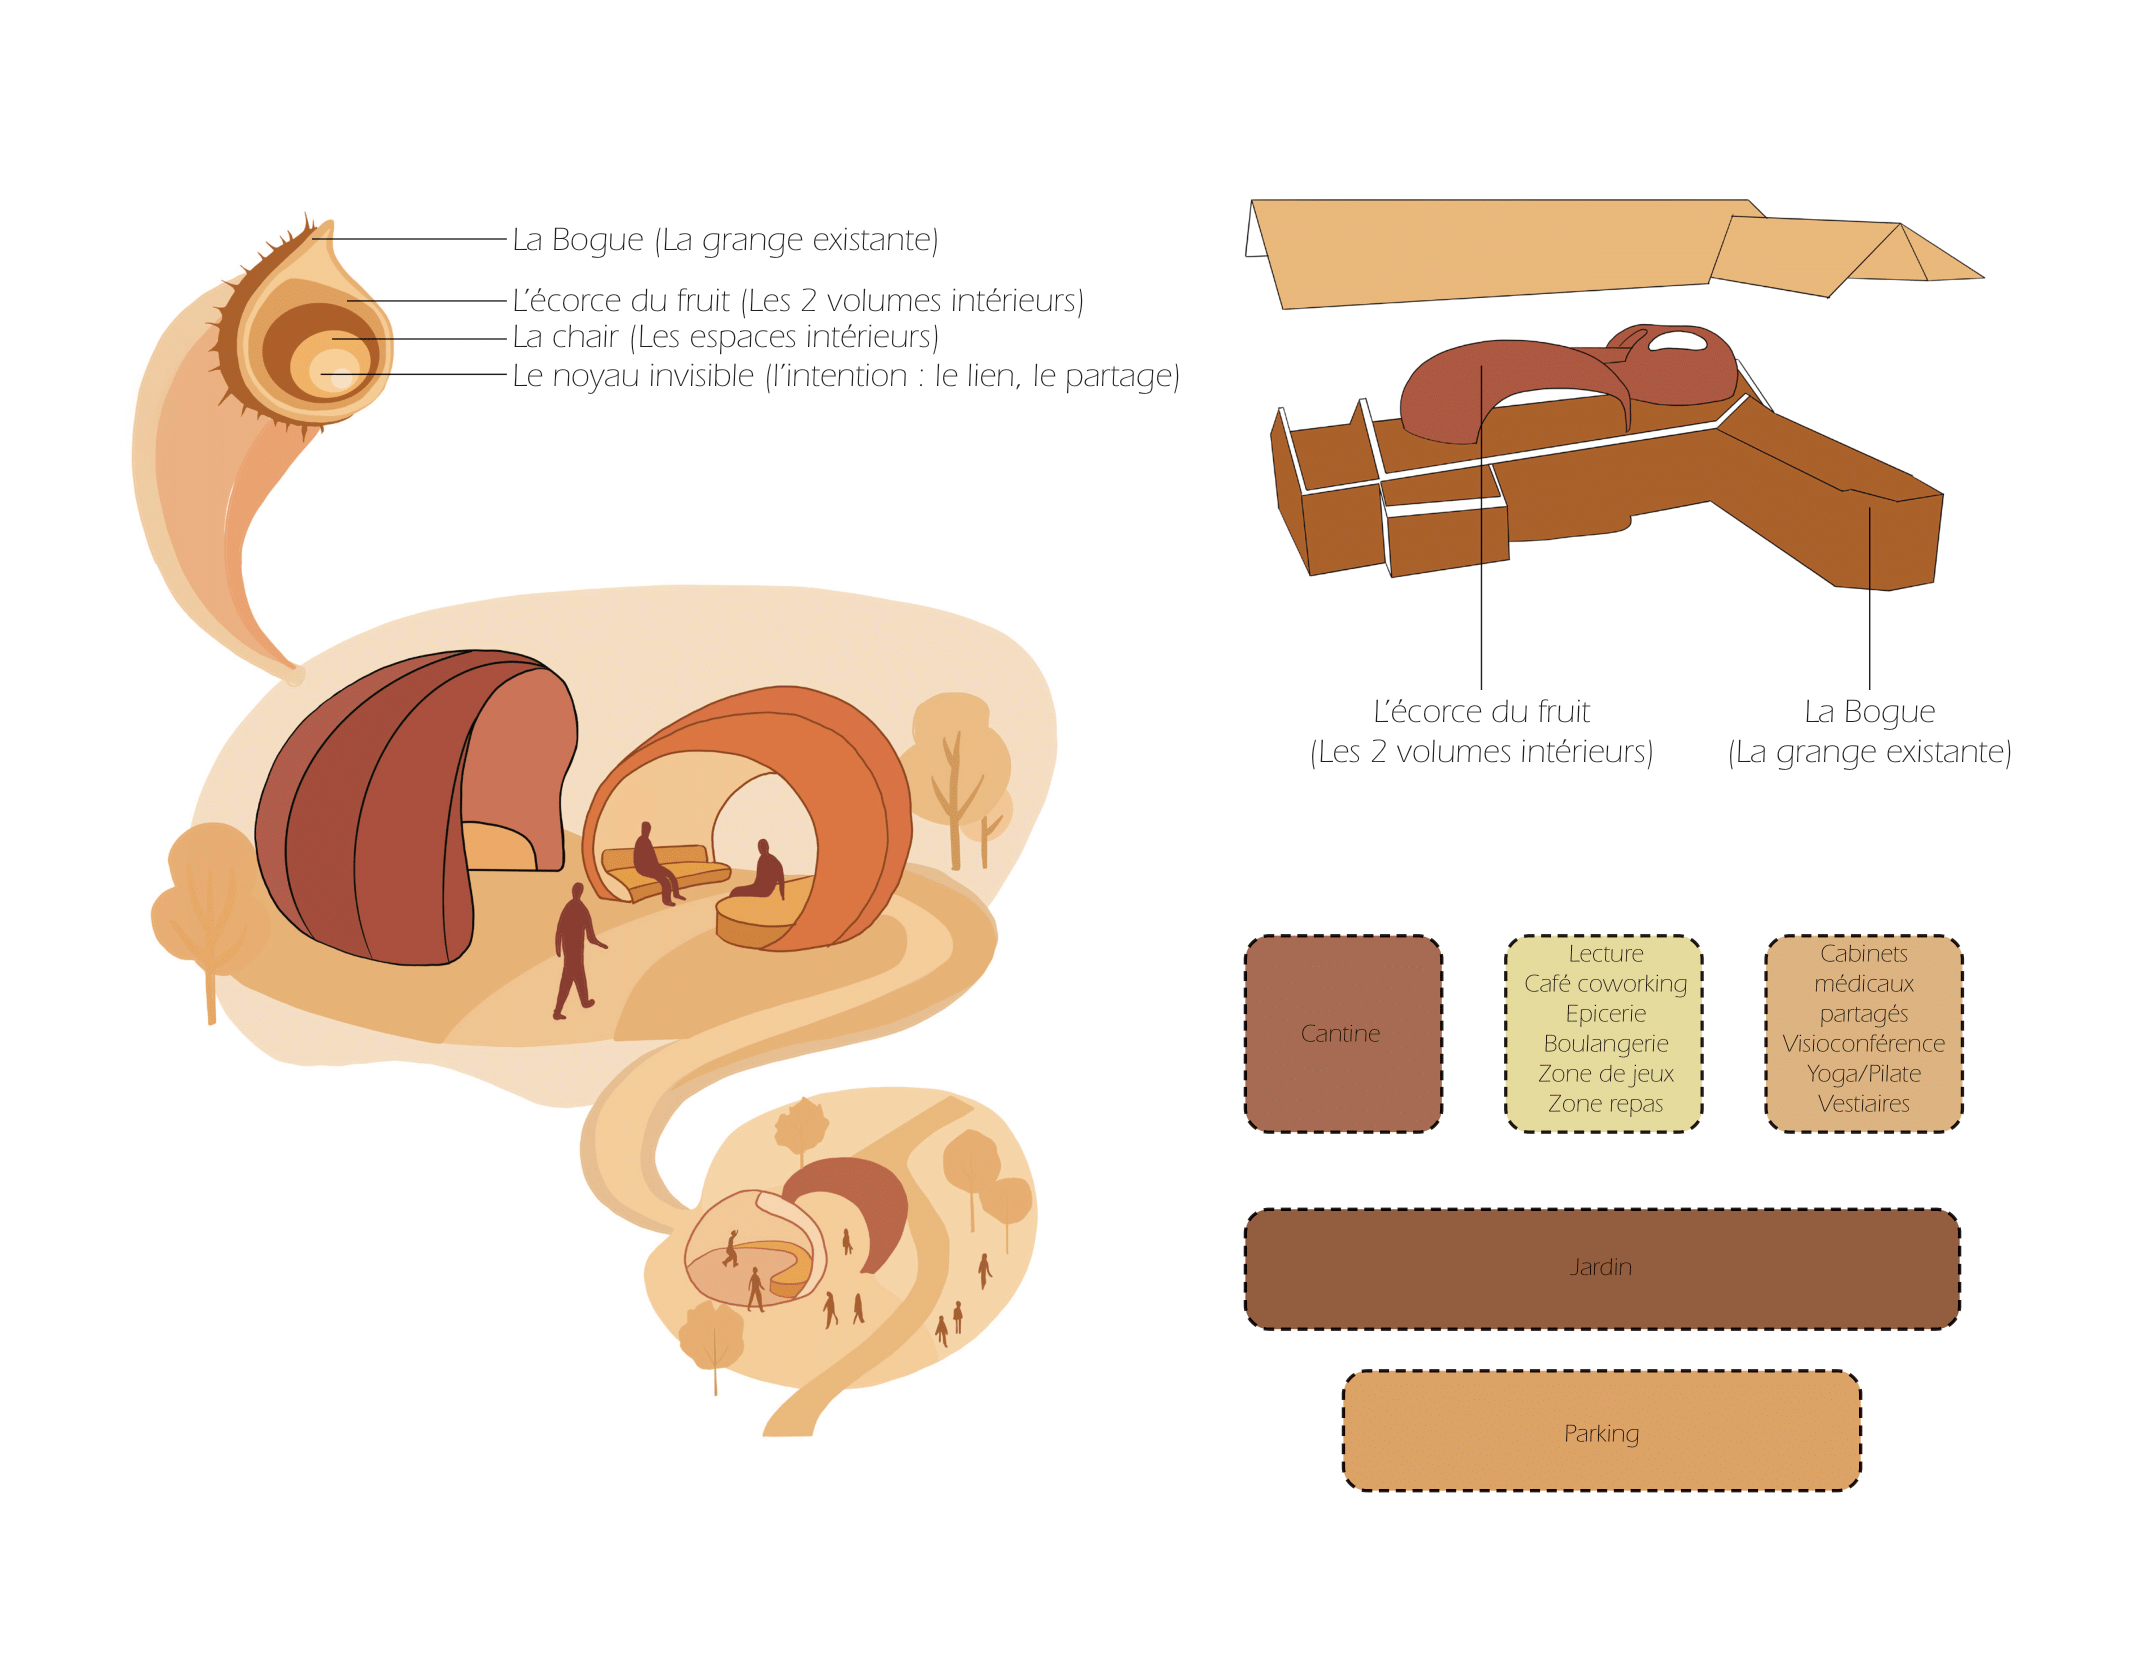 La Bogue (La grange existante)
L'écorce du fruit (Les 2 volumes intérieurs)
La chair (Les espaces intérieurs)
Le noyau invisible (l'intention : le lien, le partage)
L'écorce du fruit
(Les 2 volumes intérieurs)
La Bogue
(La grange existante)
Cantine
Lecture
Café coworking
Epicerie
Boulangerie
Zone de jeux
Zone repas
Cabinets
médicaux
partagés
Visioconférence
Yoga/Pilate
Vestiaires
Jardin
Parking